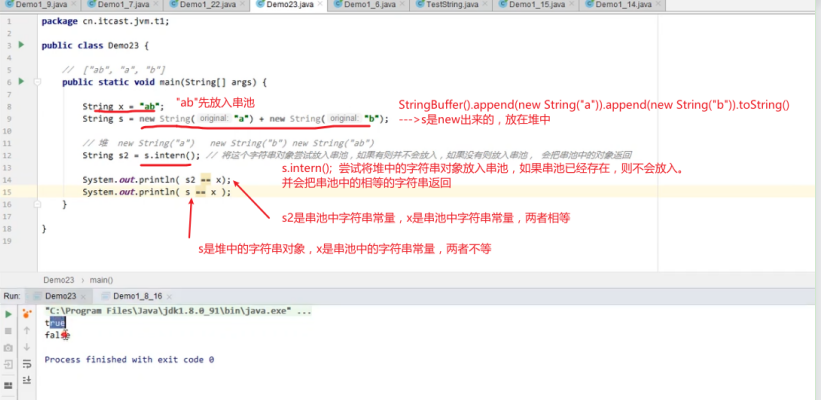 Demo1_9.java × Demo1_7.java × Demo1_22.java × Demo23.java × Demo1_6.java × TestString.java × Demo1_15.java × Demo1_14.java ×
1 package cn.itcast.jvm.t1;
2
3 public class Demo23 {
4
5 // ["ab", "a", "b"]
6 public static void main(String[] args) {
7
"ab"先放入串池
8 String x = "ab";
StringBuffer().append(new String("a")).append(new String("b")).toString()
9 String s = new String( original: "a") + new String( original: "b");
--->s是new出来的，放在堆中
10
11 // 堆 new String("a") new String("b") new String("ab")
12 String s2 = s.intern(); // 将这个字符串对象尝试放入串池，如果有则并不会放入，如果没有则放入串池， 会把串池中的对象返回
13
s.intern(); 尝试将堆中的字符串对象放入串池，如果串池已经存在，则不会放入。
14 System.out.println( s2 == x);
并会把串池中的相等的字符串返回
15 System.out.println( s == x );
16 }
17
s2是串池中字符串常量，x是串池中字符串常量，两者相等
18 }
19
s是堆中的字符串对象，x是串池中的字符串常量，两者不等
Demo23 › main()
Run: Demo23 × Demo1_8_16 ×
"C:\Program Files\Java\jdk1.8.0_91\bin\java.exe" ...
true
false
Process finished with exit code 0